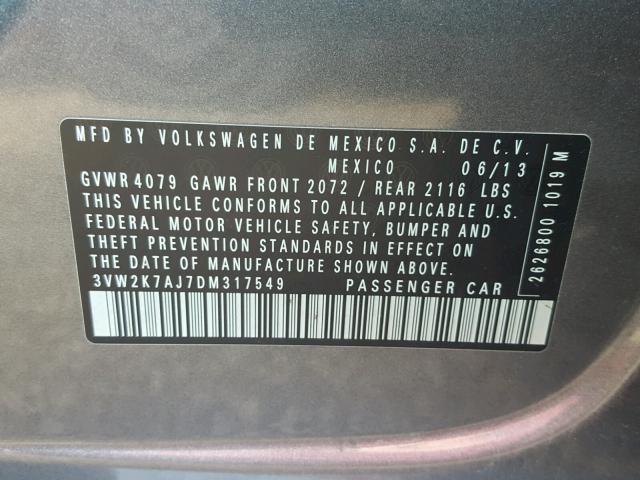 MFD BY VOLKSWAGEN DE MEXICO S.A. DE C.V.
MEXICO 06/13
GVWR 4079 GAWR FRONT 2072 / REAR 2116 LBS
THIS VEHICLE CONFORMS TO ALL APPLICABLE U.S.
FEDERAL MOTOR VEHICLE SAFETY, BUMPER AND
THEFT PREVENTION STANDARDS IN EFFECT ON
THE DATE OF MANUFACTURE SHOWN ABOVE.
3VW2K7AJ7DM317549 PASSENGER CAR
2626800 1019 M